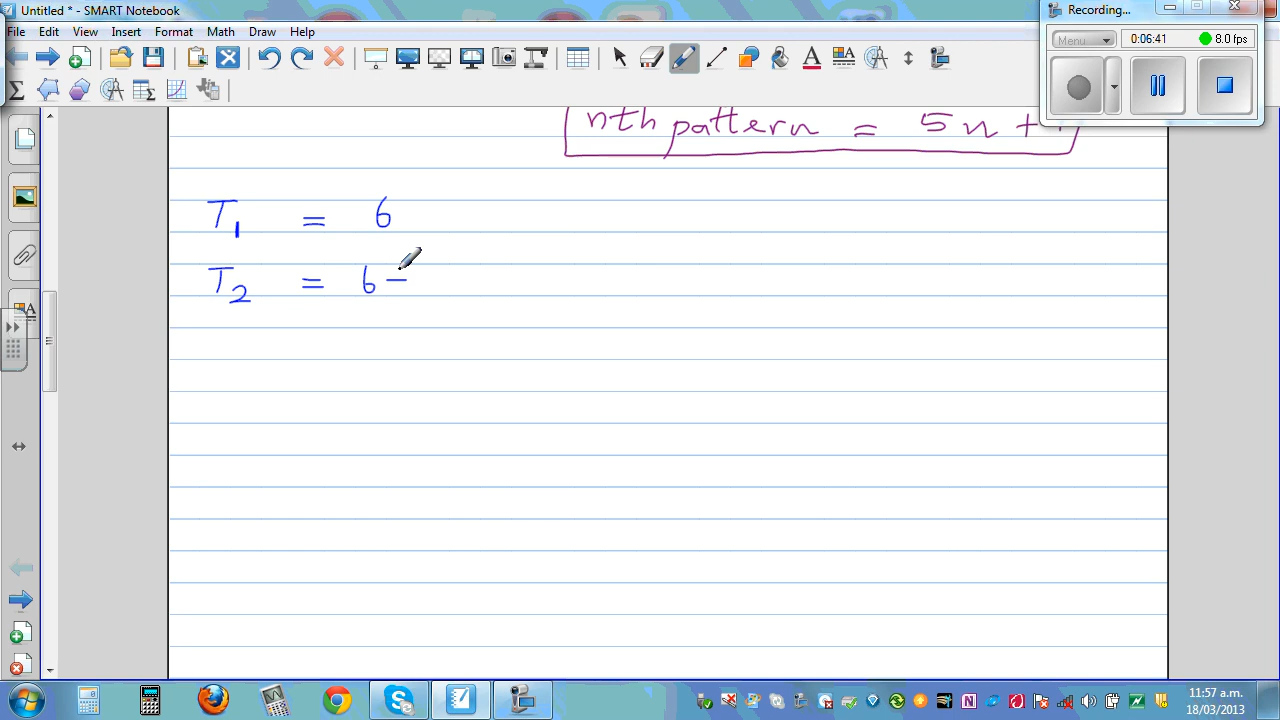 Untitled * - SMART Notebook
File Edit View Insert Format Math Draw Help
Recording...
Menu 0:06:41 8.0 fps
nth pattern = 5n +
T1 = 6
T2 = 6 -
11:57 a.m.
18/03/2013